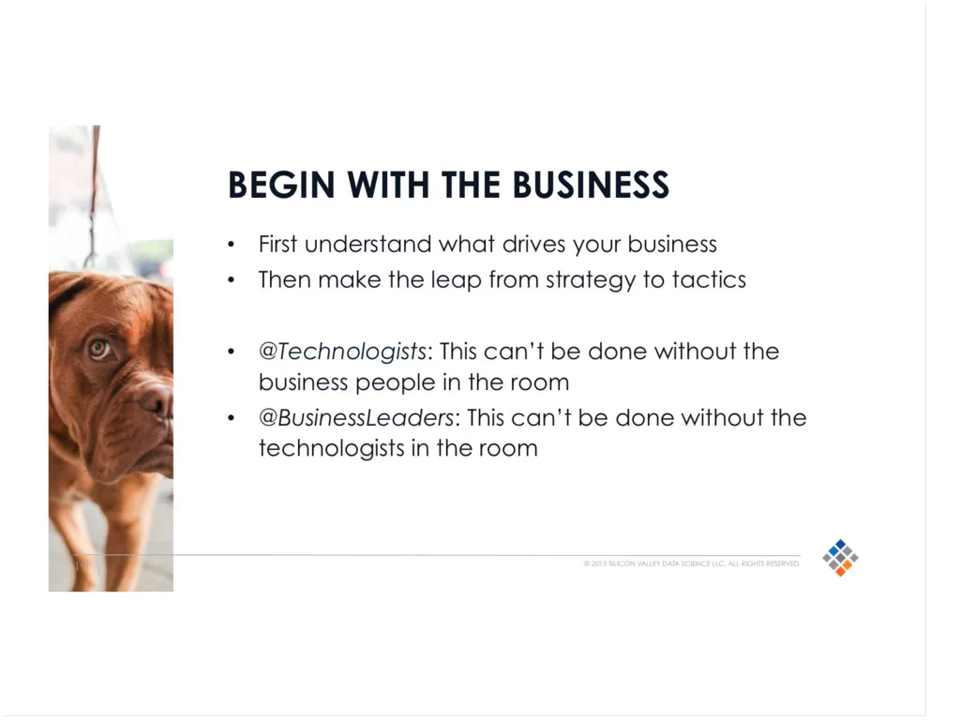 BEGIN WITH THE BUSINESS
• First understand what drives your business
• Then make the leap from strategy to tactics
• @Technologists: This can’t be done without the
business people in the room
• @BusinessLeaders: This can’t be done without the
technologists in the room
© 2015 SILICON VALLEY DATA SCIENCE LLC. ALL RIGHTS RESERVED.